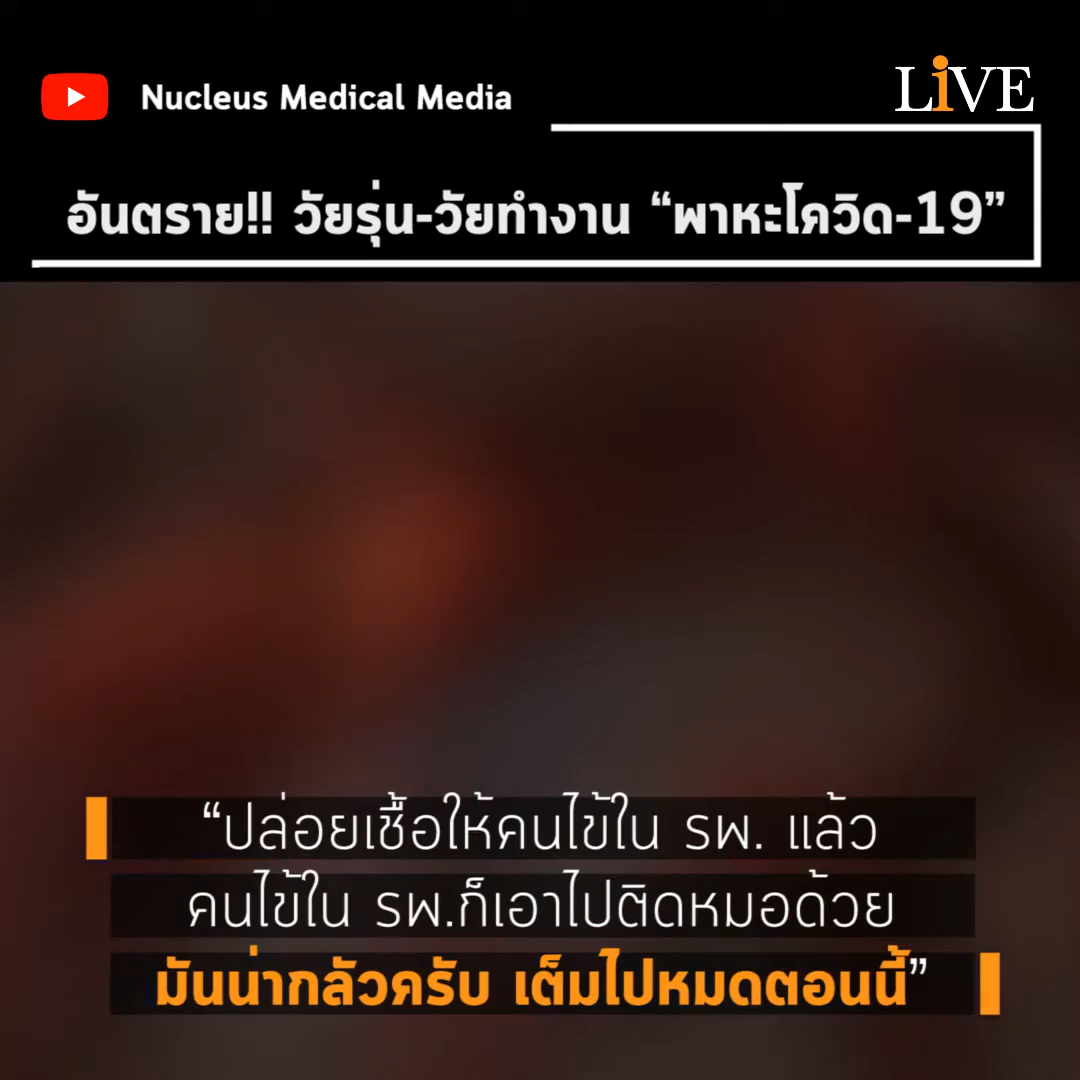 Nucleus Medical Media
LiVE
อันตราย!! วัยรุ่น-วัยทำงาน “พาหะโควิด-19”
“ปล่อยเชื้อให้คนไข้ใน รพ. แล้ว
คนไข้ใน รพ.ก็เอาไปติดหมอด้วย
มันน่ากลัวครับ เต็มไปหมดตอนนี้”